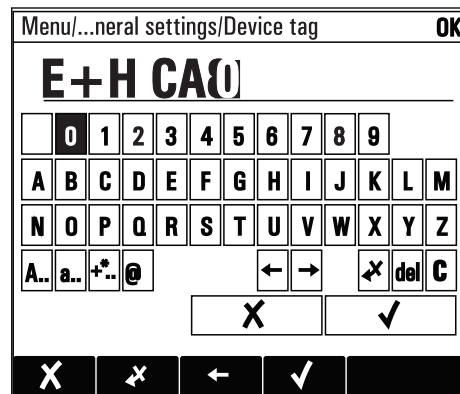 Menu/...neral settings/Device tag OK
E+H CA0
0 1 2 3 4 5 6 7 8 9
A B C D E F G H I J K L M
N O P Q R S T U V W X Y Z
A.. a.. +*.. @ ← → del C
✗ ✓
✗ ← ✓